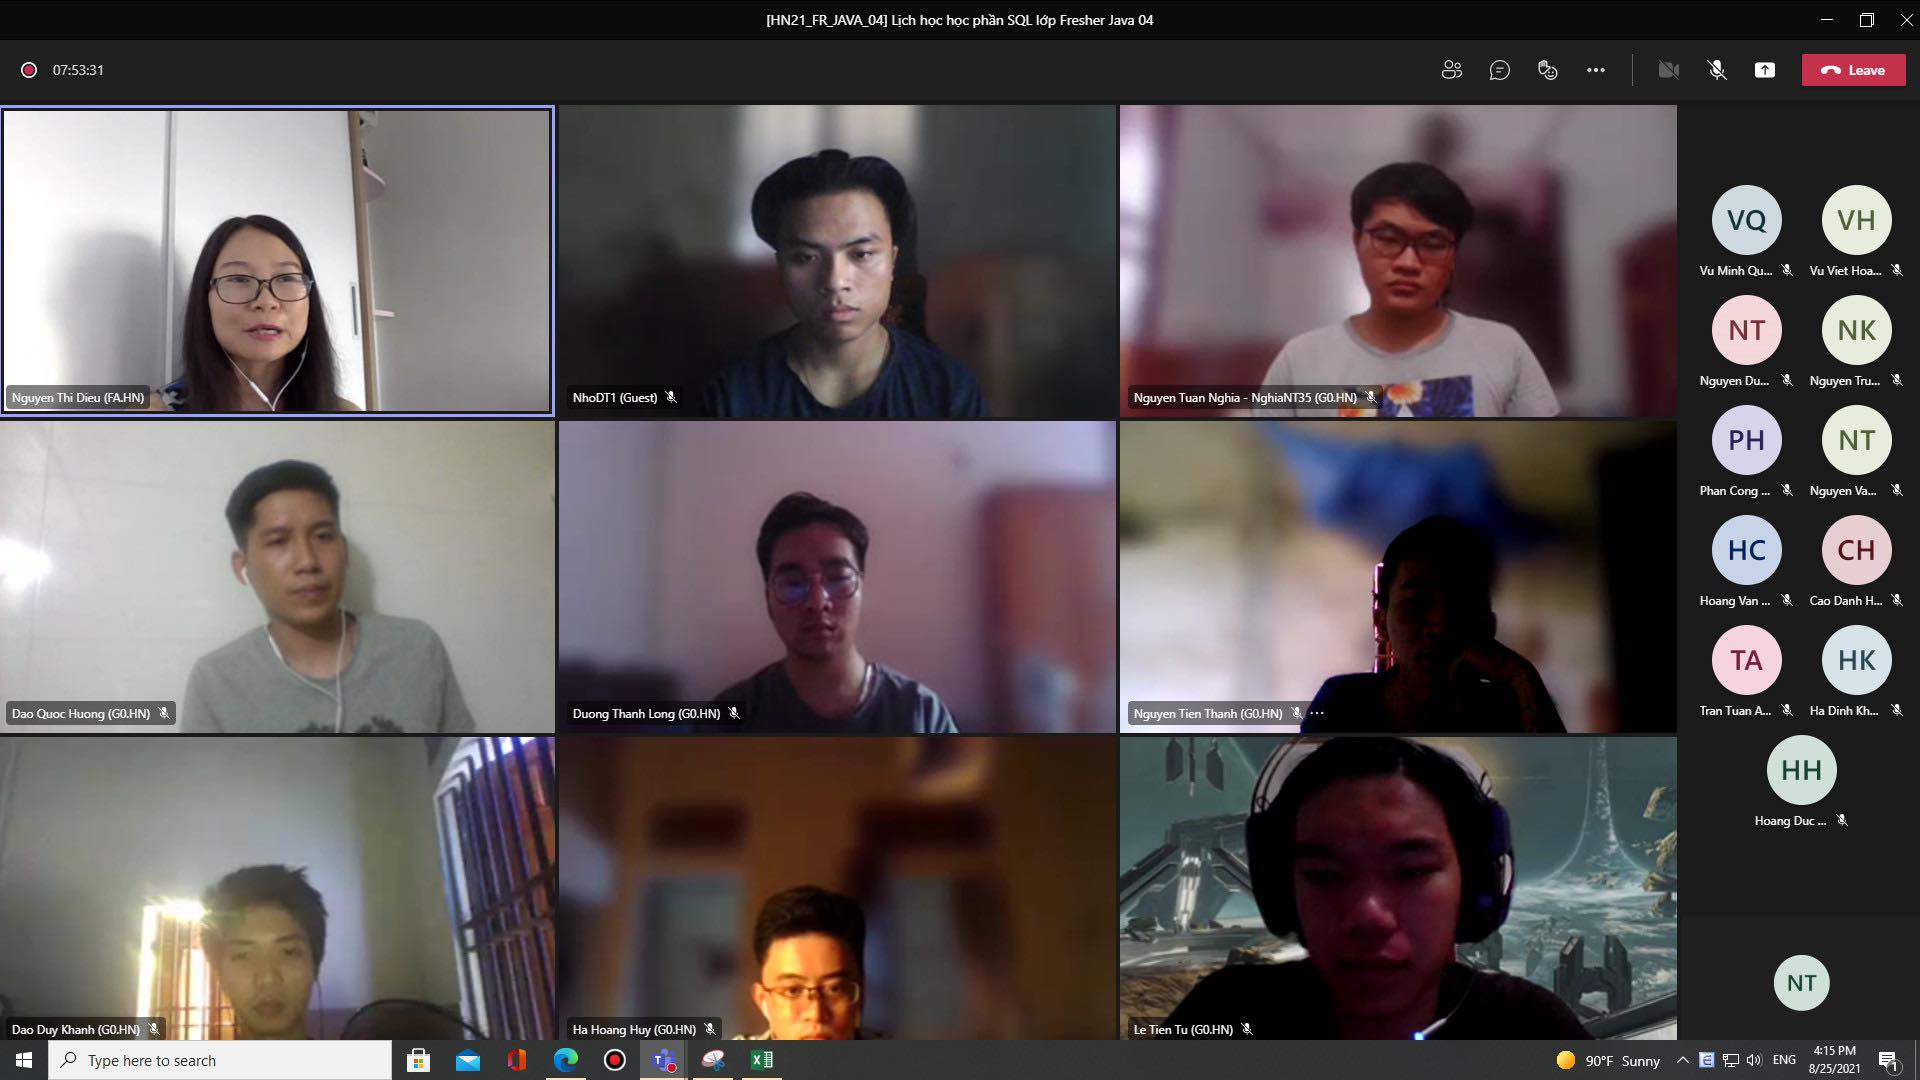 [HN21_FR_JAVA_04] Lịch học học phần SQL lớp Fresher Java 04
07:53:31
Leave
Nguyen Thi Dieu (FA.HN)
NhoDT1 (Guest)
Nguyen Tuan Nghia - NghiaNT35 (G0.HN)
Dao Quoc Huong (G0.HN)
Duong Thanh Long (G0.HN)
Nguyen Tien Thanh (G0.HN) ...
Dao Duy Khanh (G0.HN)
Ha Hoang Huy (G0.HN)
Le Tien Tu (G0.HN)
VQ VH
Vu Minh Qu... Vu Viet Hoa...
NT NK
Nguyen Du... Nguyen Tru...
PH NT
Phan Cong ... Nguyen Va...
HC CH
Hoang Van ... Cao Danh H...
TA HK
Tran Tuan A... Ha Dinh Kh...
HH
Hoang Duc ...
NT
Type here to search
90°F Sunny
ENG
4:15 PM
8/25/2021
1